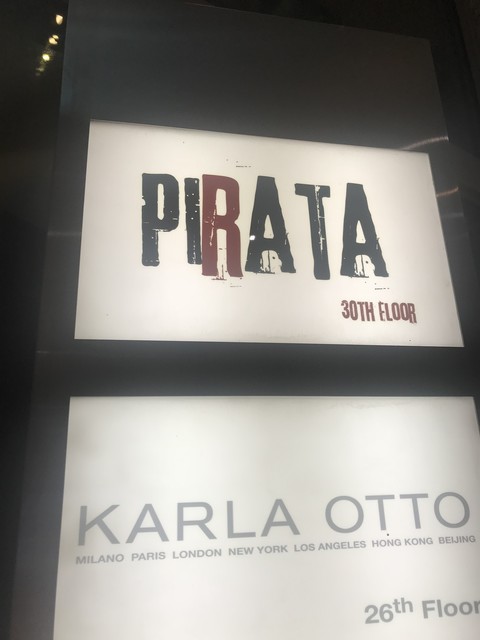 PIRATA
30TH FLOOR
KARLA OTTO
MILANO PARIS LONDON NEW YORK LOS ANGELES HONG KONG BEIJING
26th Floor